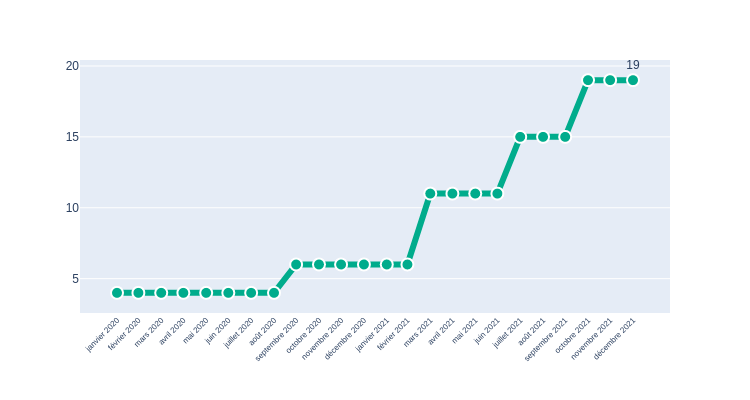 20
15
10
5
19
janvier 2020
février 2020
mars 2020
avril 2020
mai 2020
juin 2020
juillet 2020
août 2020
septembre 2020
octobre 2020
novembre 2020
décembre 2020
janvier 2021
février 2021
mars 2021
avril 2021
mai 2021
juin 2021
juillet 2021
août 2021
septembre 2021
octobre 2021
novembre 2021
décembre 2021